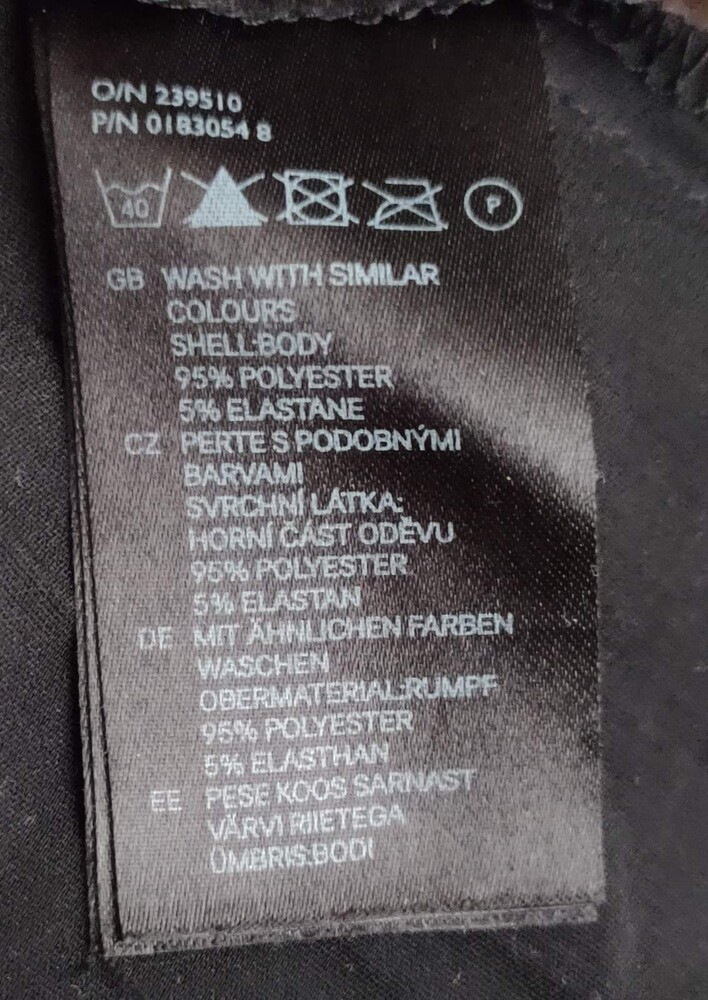 O/N 239510
P/N 0183054 8
40 P
GB WASH WITH SIMILAR
COLOURS
SHELL:BODY
95% POLYESTER
5% ELASTANE
CZ PERTE S PODOBNÝMI
BARVAMI
SVRCHNÍ LÁTKA:
HORNÍ ČÁST ODĚVU
95% POLYESTER
5% ELASTAN
DE MIT ÄHNLICHEN FARBEN
WASCHEN
OBERMATERIAL:RUMPF
95% POLYESTER
5% ELASTHAN
EE PESE KOOS SARNAST
VÄRVI RIIETEGA
ÜMBRIS:BODI